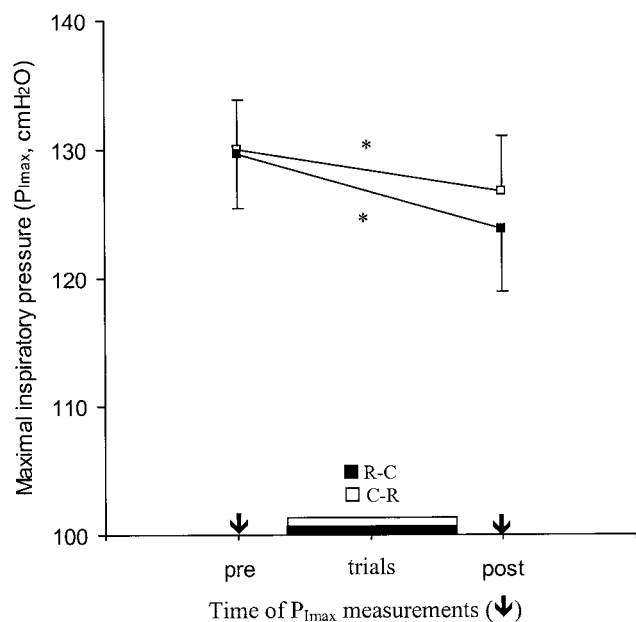 140
130
120
110
100
Maximal inspiratory pressure (PImax, cmH2O)
*
*
R-C
C-R
pre trials post
Time of PImax measurements (↓)